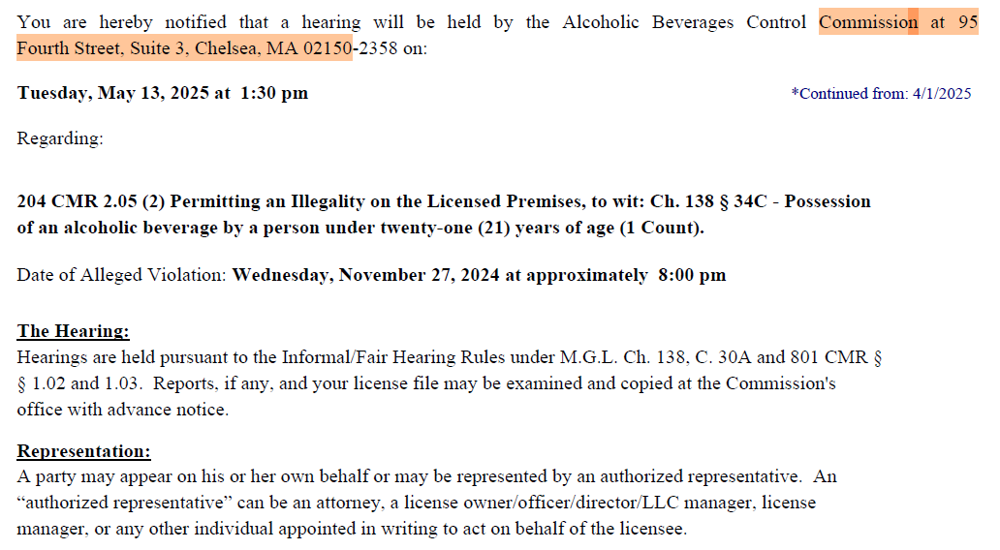 You are hereby notified that a hearing will be held by the Alcoholic Beverages Control Commission at 95
Fourth Street, Suite 3, Chelsea, MA 02150-2358 on:
Tuesday, May 13, 2025 at 1:30 pm
*Continued from: 4/1/2025
Regarding:
204 CMR 2.05 (2) Permitting an Illegality on the Licensed Premises, to wit: Ch. 138 § 34C - Possession
of an alcoholic beverage by a person under twenty-one (21) years of age (1 Count).
Date of Alleged Violation: Wednesday, November 27, 2024 at approximately 8:00 pm
The Hearing:
Hearings are held pursuant to the Informal/Fair Hearing Rules under M.G.L. Ch. 138, C. 30A and 801 CMR §
§ 1.02 and 1.03. Reports, if any, and your license file may be examined and copied at the Commission's
office with advance notice.
Representation:
A party may appear on his or her own behalf or may be represented by an authorized representative. An
“authorized representative” can be an attorney, a license owner/officer/director/LLC manager, license
manager, or any other individual appointed in writing to act on behalf of the licensee.